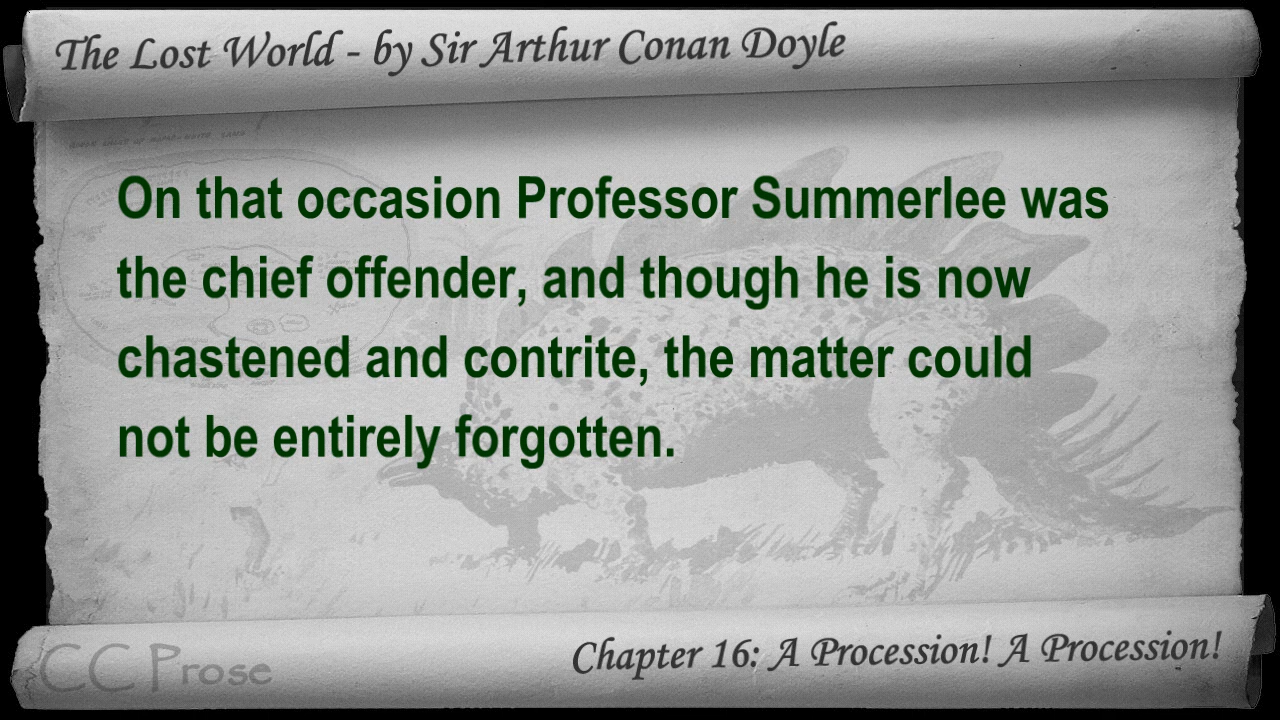 The Lost World - by Sir Arthur Conan Doyle
On that occasion Professor Summerlee was
the chief offender, and though he is now
chastened and contrite, the matter could
not be entirely forgotten.
Chapter 16: A Procession! A Procession!
CC Prose